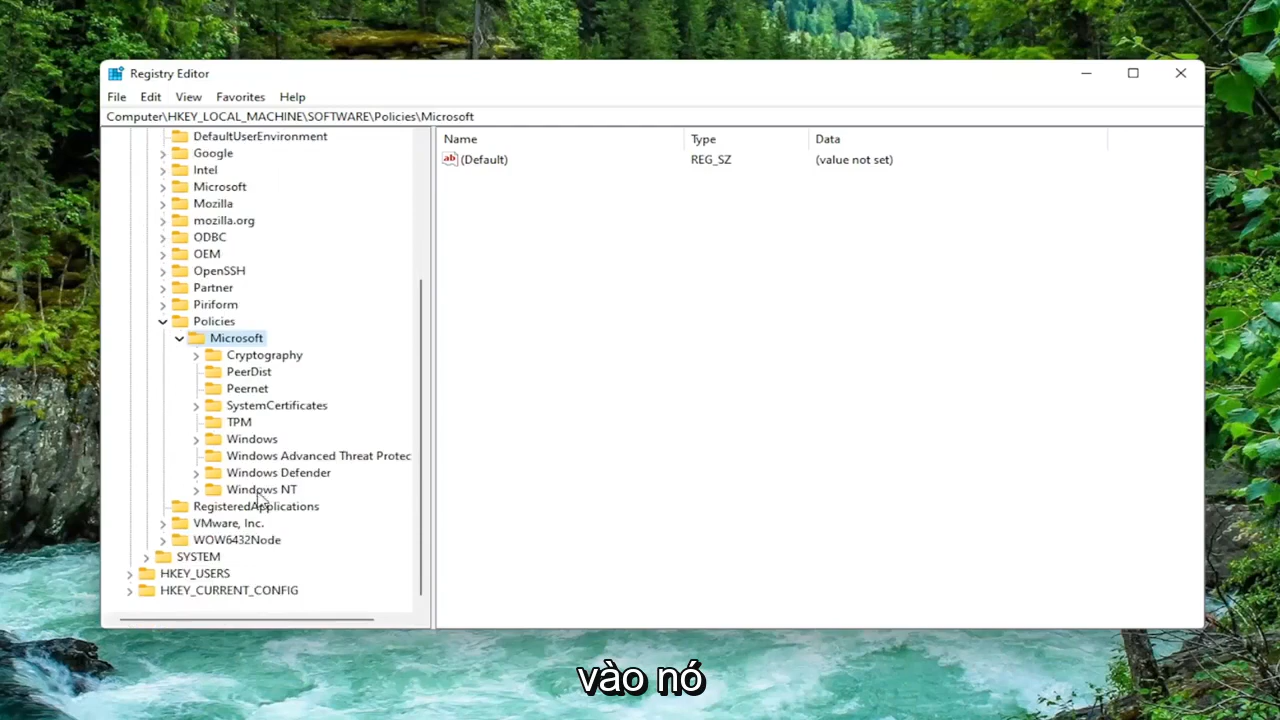 Registry Editor
File Edit View Favorites Help
Computer\HKEY_LOCAL_MACHINE\SOFTWARE\Policies\Microsoft
Name Type Data
ab (Default) REG_SZ (value not set)
DefaultUserEnvironment
Google
Intel
Microsoft
Mozilla
mozilla.org
ODBC
OEM
OpenSSH
Partner
Piriform
Policies
Microsoft
Cryptography
PeerDist
Peernet
SystemCertificates
TPM
Windows
Windows Advanced Threat Protec
Windows Defender
Windows NT
RegisteredApplications
VMware, Inc.
WOW6432Node
SYSTEM
HKEY_USERS
HKEY_CURRENT_CONFIG
vào nó